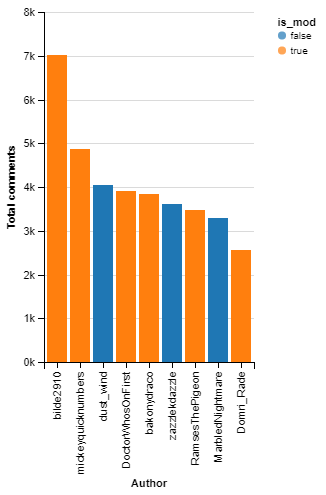 is_mod
false
true
8k
7k
6k
5k
4k
3k
2k
1k
0k
Total comments
bilde2910
mickeyquicknumbers
dust_wind
DoctorWhosOnFirst
bakonydraco
zazzlekdazzle
RamsesThePigeon
MarbledNightmare
Domri_Rade
Author